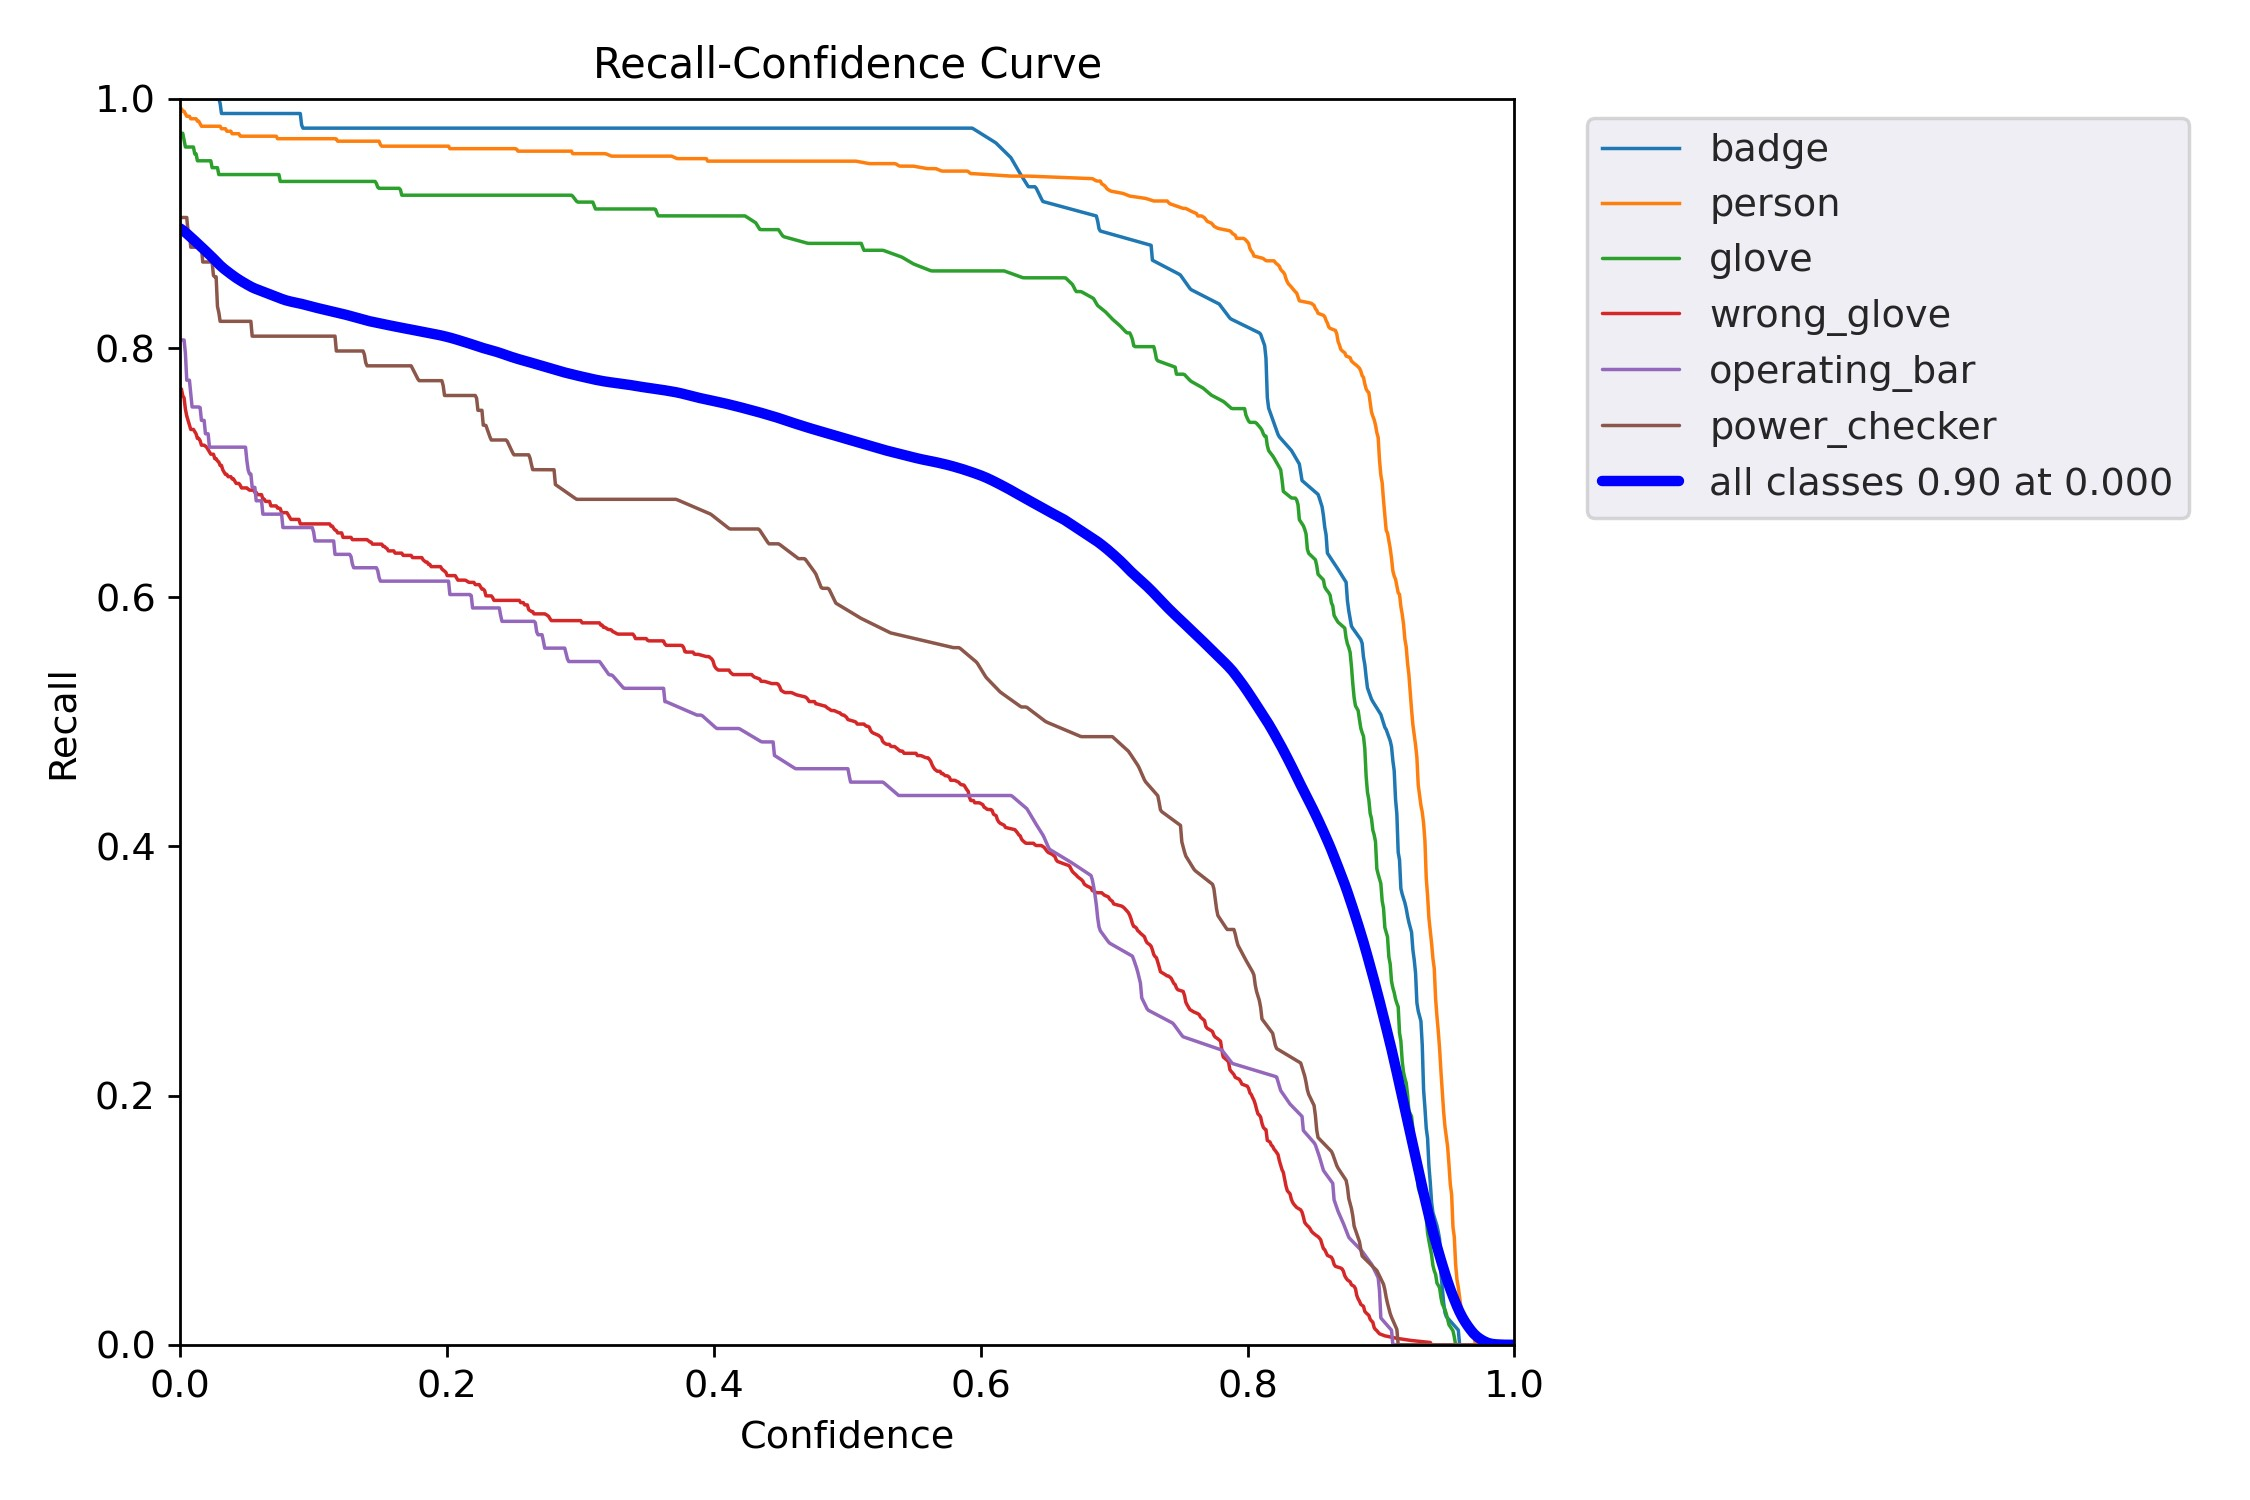 Recall-Confidence Curve
1.0
0.8
0.6
0.4
0.2
0.0
Recall
0.0 0.2 0.4 0.6 0.8 1.0
Confidence
badge
person
glove
wrong_glove
operating_bar
power_checker
all classes 0.90 at 0.000